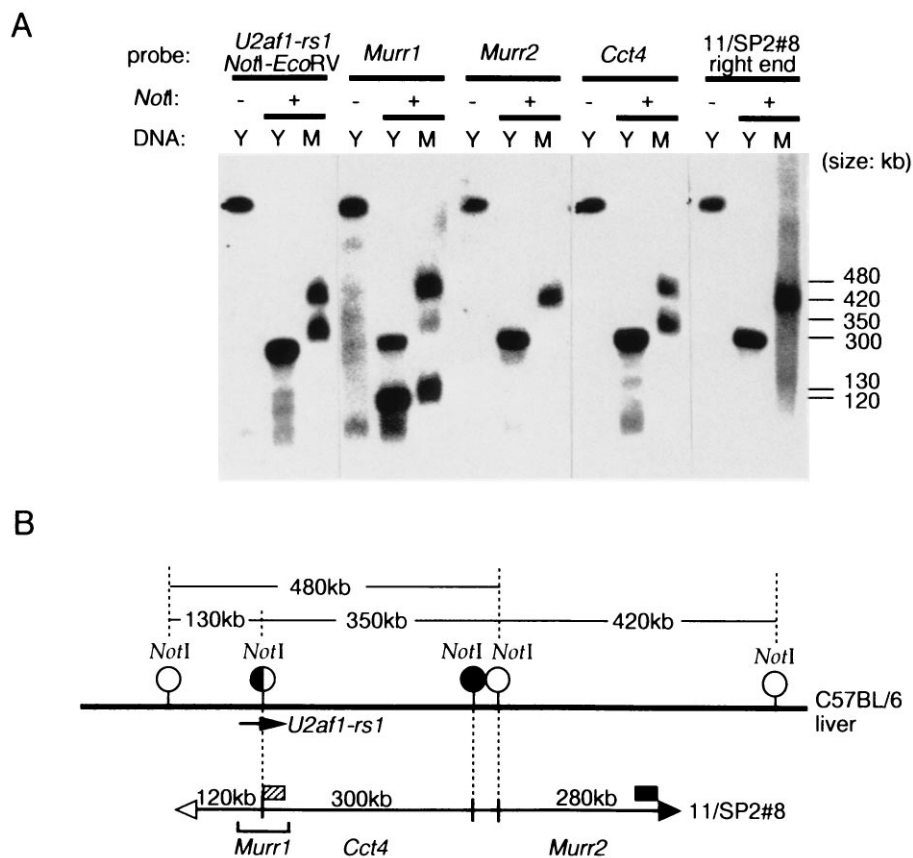 A
probe: U2af1-rs1 NotI-EcoRV Murr1 Murr2 Cct4 11/SP2#8 right end
NotI: - + - + - + - + - +
DNA: Y Y M Y Y M Y Y M Y Y M Y Y M
(size: kb)
480
420
350
300
130
120
B
480kb
130kb 350kb 420kb
NotI NotI NotI NotI NotI
C57BL/6
liver
U2af1-rs1
120kb 300kb 280kb 11/SP2#8
Murr1 Cct4 Murr2